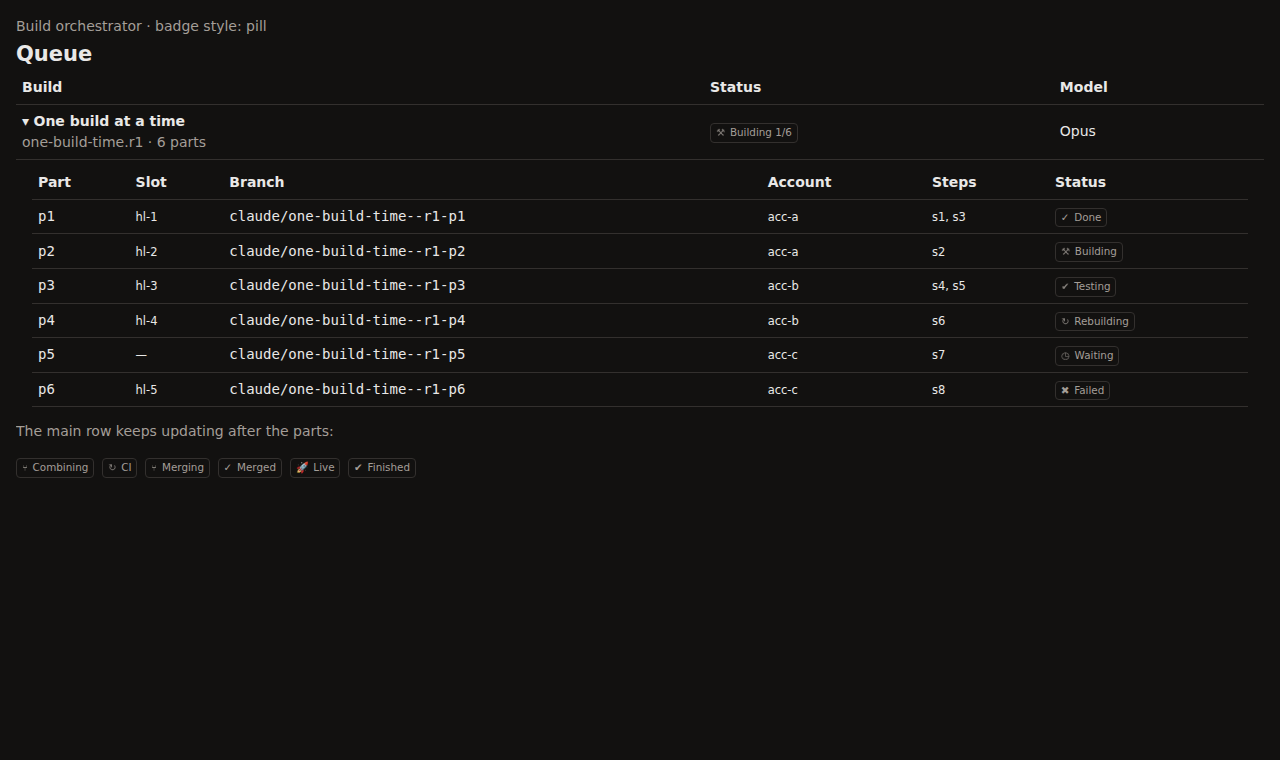 Build orchestrator · badge style: pill
Queue
Build Status Model
▾ One build at a time
one-build-time.r1 · 6 parts
⚒ Building 1/6
Opus
Part Slot Branch Account Steps Status
p1 hl-1 claude/one-build-time--r1-p1 acc-a s1, s3 ✓ Done
p2 hl-2 claude/one-build-time--r1-p2 acc-a s2 ⚒ Building
p3 hl-3 claude/one-build-time--r1-p3 acc-b s4, s5 ✔ Testing
p4 hl-4 claude/one-build-time--r1-p4 acc-b s6 ↻ Rebuilding
p5 — claude/one-build-time--r1-p5 acc-c s7 ◷ Waiting
p6 hl-5 claude/one-build-time--r1-p6 acc-c s8 ✖ Failed
The main row keeps updating after the parts:
Combining ↻ CI Merging ✓ Merged 🚀 Live ✔ Finished